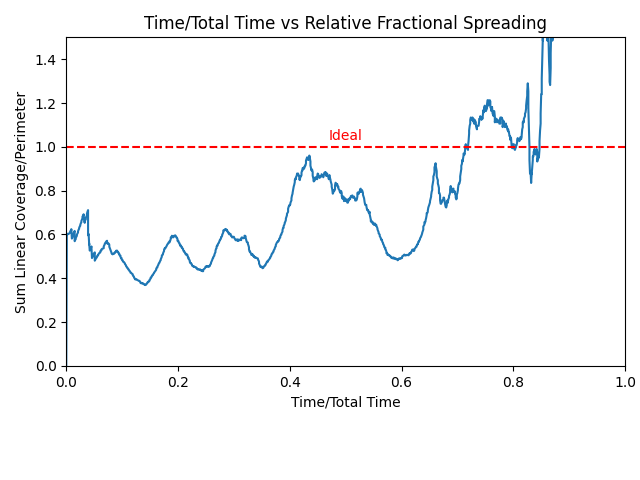 Time/Total Time vs Relative Fractional Spreading
Sum Linear Coverage/Perimeter
1.4
1.2
1.0
0.8
0.6
0.4
0.2
0.0
Ideal
0.0 0.2 0.4 0.6 0.8 1.0
Time/Total Time